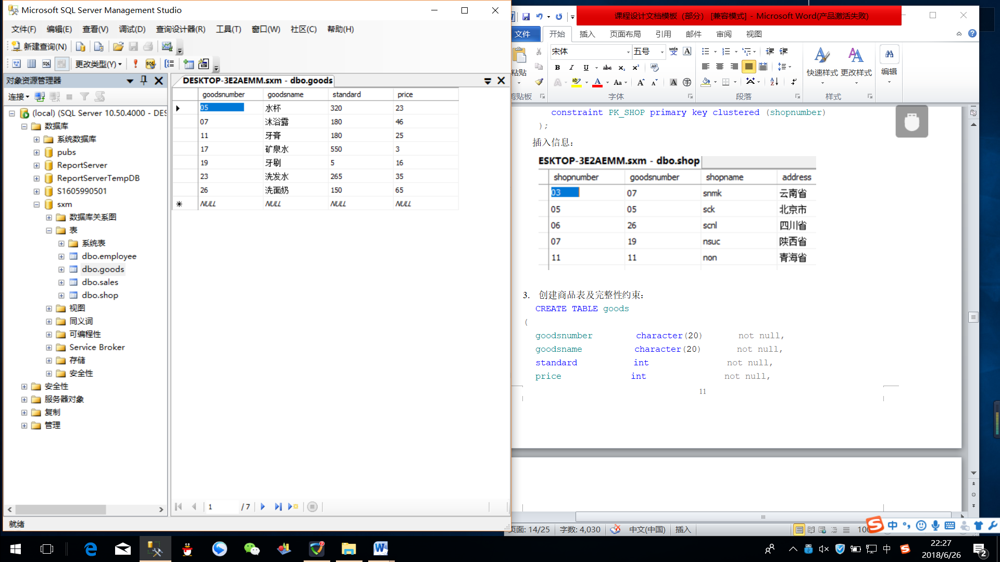 Microsoft SQL Server Management Studio
文件(F) 编辑(E) 查看(V) 调试(D) 查询设计器(R) 工具(T) 窗口(W) 社区(C) 帮助(H)
新建查询(N)
更改类型(Y)
对象资源管理器
连接
(local) (SQL Server 10.50.4000 - DES
数据库
系统数据库
pubs
ReportServer
ReportServerTempDB
S1605990501
sxm
数据库关系图
表
系统表
dbo.employee
dbo.goods
dbo.sales
dbo.shop
视图
同义词
可编程性
Service Broker
存储
安全性
安全性
服务器对象
复制
管理
就绪
DESKTOP-3E2AEMM.sxm - dbo.goods
goodsnumber goodsname standard price
05 水杯 320 23
07 沐浴露 180 46
11 牙膏 180 25
17 矿泉水 550 3
19 牙刷 5 16
23 洗发水 265 35
26 洗面奶 150 65
NULL NULL NULL NULL
1 / 7
课程设计文档模板（部分） [兼容模式] - Microsoft Word(产品激活失败)
文件 开始 插入 页面布局 引用 邮件 审阅 视图
宋体 五号
粘贴
快速样式 更改样式 编辑
剪贴板 字体 段落 样式
constraint PK_SHOP primary key clustered (shopnumber)
);
插入信息：
ESKTOP-3E2AEMM.sxm - dbo.shop
shopnumber goodsnumber shopname address
03 07 snmk 云南省
05 05 sck 北京市
06 26 scnl 四川省
07 19 nsuc 陕西省
11 11 non 青海省
3. 创建商品表及完整性约束：
CREATE TABLE goods
(
goodsnumber character(20) not null,
goodsname character(20) not null,
standard int not null,
price int not null,
11
页面: 14/25 字数: 4,030 中文(中国) 插入
中
22:27
2018/6/26
中
2